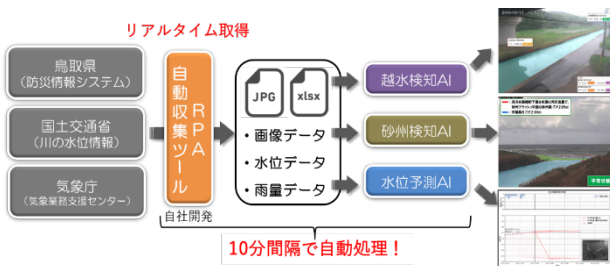 リアルタイム取得
鳥取県
（防災情報システム）
国土交通省
（川の水位情報）
気象庁
（気象業務支援センター）
自動収集ツール
RPA
自社開発
JPG
xlsx
・画像データ
・水位データ
・雨量データ
越水検知AI
砂州検知AI
水位予測AI
10分間隔で自動処理！